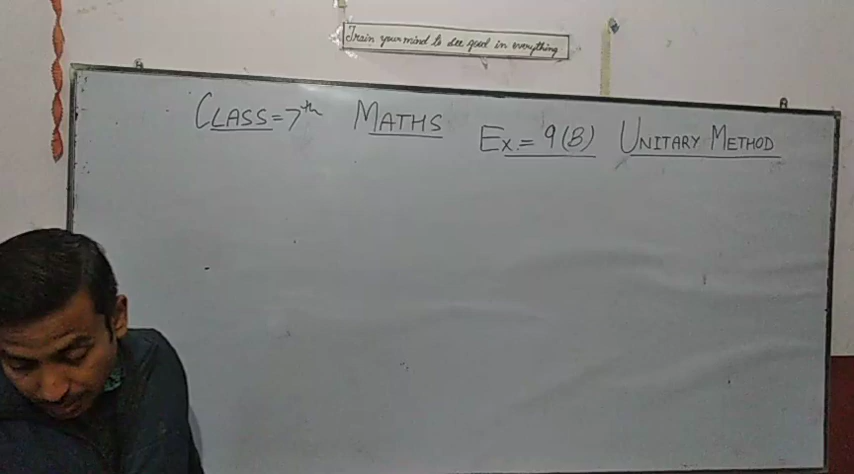 Train your mind to see good in everything
CLASS = 7th MATHS Ex. = 9(B) UNITARY METHOD